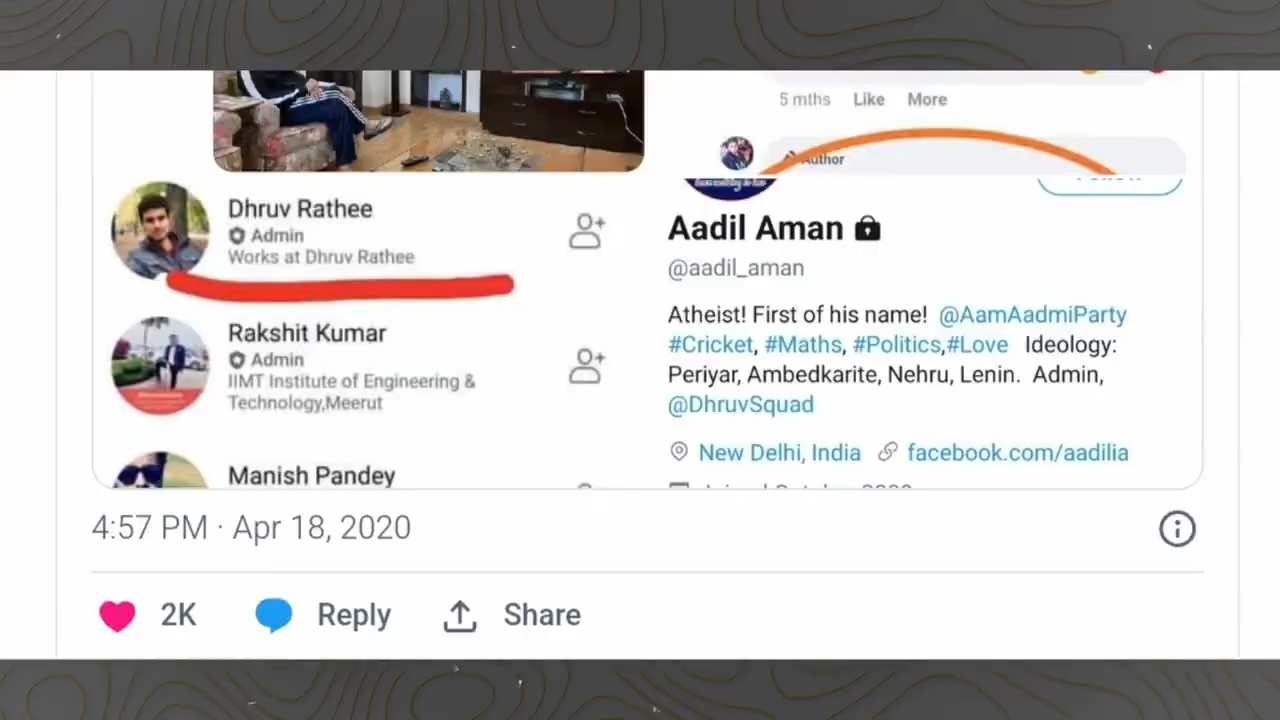 5 mths Like More
Author
Dhruv Rathee
Admin
Works at Dhruv Rathee
Rakshit Kumar
Admin
IIMT Institute of Engineering &
Technology,Meerut
Manish Pandey
Aadil Aman
@aadil_aman
Atheist! First of his name! @AamAadmiParty
#Cricket, #Maths, #Politics,#Love Ideology:
Periyar, Ambedkarite, Nehru, Lenin. Admin,
@DhruvSquad
New Delhi, India facebook.com/aadilia
4:57 PM · Apr 18, 2020
2K Reply Share